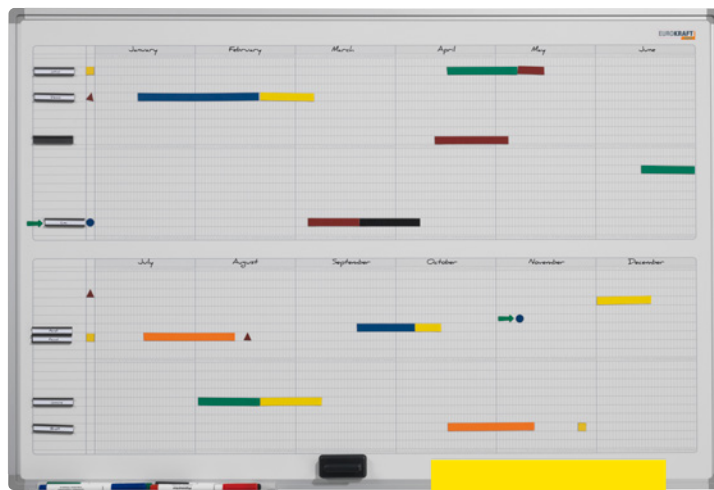 EUROKRAFT
January February March April May June
July August September October November December